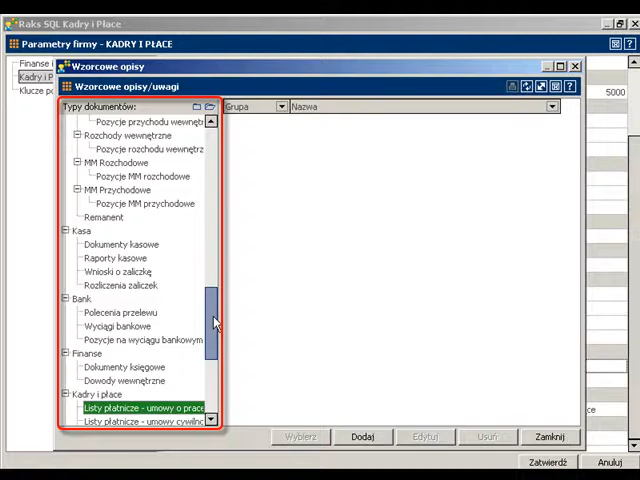 Raks SQL Kadry i Płace
Parametry firmy - KADRY I PŁACE
Finanse i
Kadry i P
Klucze po
5000
Wzorcowe opisy
Wzorcowe opisy/uwagi
Typy dokumentów:
Grupa
Nazwa
Pozycje przychodu wewnętr
Rozchody wewnętrzne
Pozycje rozchodu wewnętrz
MM Rozchodowe
Pozycje MM rozchodowe
MM Przychodowe
Pozycje MM przychodowe
Remanent
Kasa
Dokumenty kasowe
Raporty kasowe
Wnioski o zaliczkę
Rozliczenia zaliczek
Bank
Polecenia przelewu
Wyciągi bankowe
Pozycje na wyciągu bankowym
Finanse
Dokumenty księgowe
Dowody wewnętrzne
Kadry i płace
Listy płatnicze - umowy o prace
Listy płatnicze - umowy cywilno
ce
Wybierz
Dodaj
Edytuj
Usuń
Zamknij
Zatwierdź
Anuluj